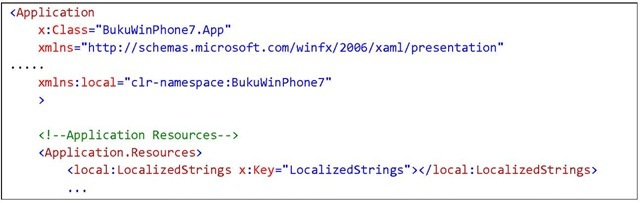 <Application
x:Class="BukuWinPhone7.App"
xmlns="http://schemas.microsoft.com/winfx/2006/xaml/presentation"
.....
xmlns:local="clr-namespace:BukuWinPhone7"
>
<!--Application Resources-->
<Application.Resources>
<local:LocalizedStrings x:Key="LocalizedStrings"></local:LocalizedStrings>
...